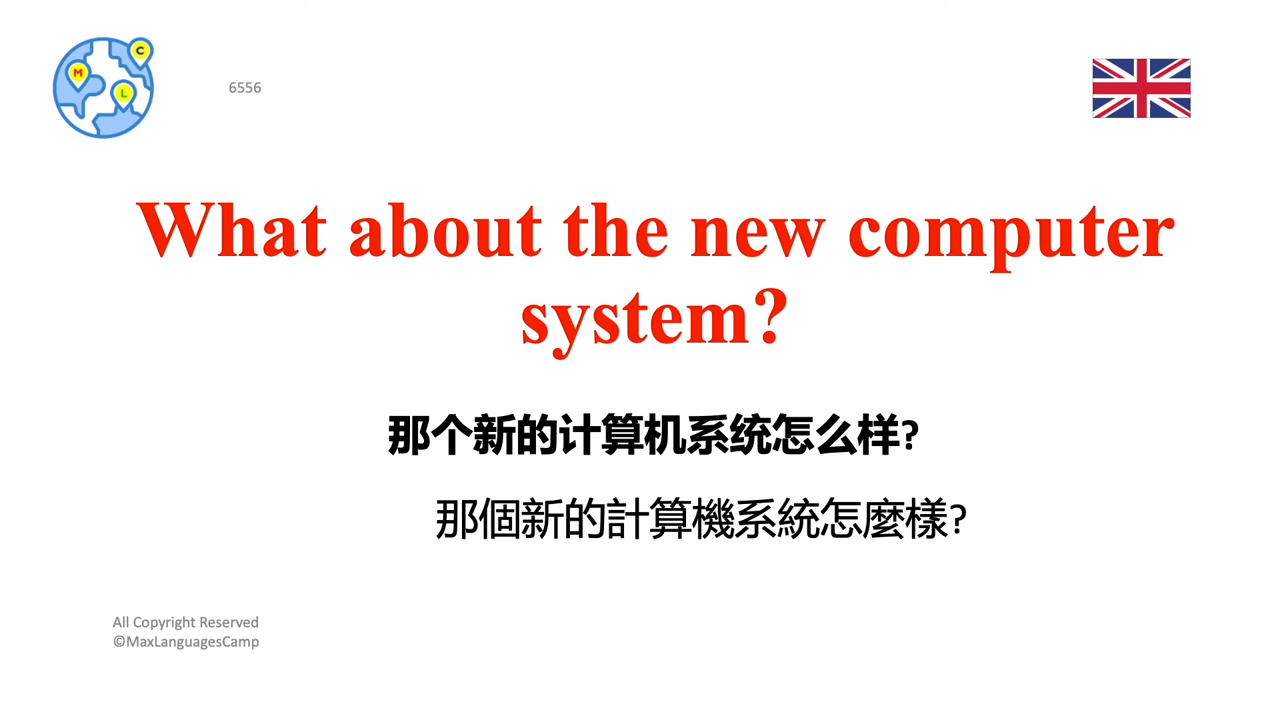 M
C
L
6556
What about the new computer
system?
那个新的计算机系统怎么样?
那個新的計算機系統怎麼樣?
All Copyright Reserved
©MaxLanguagesCamp